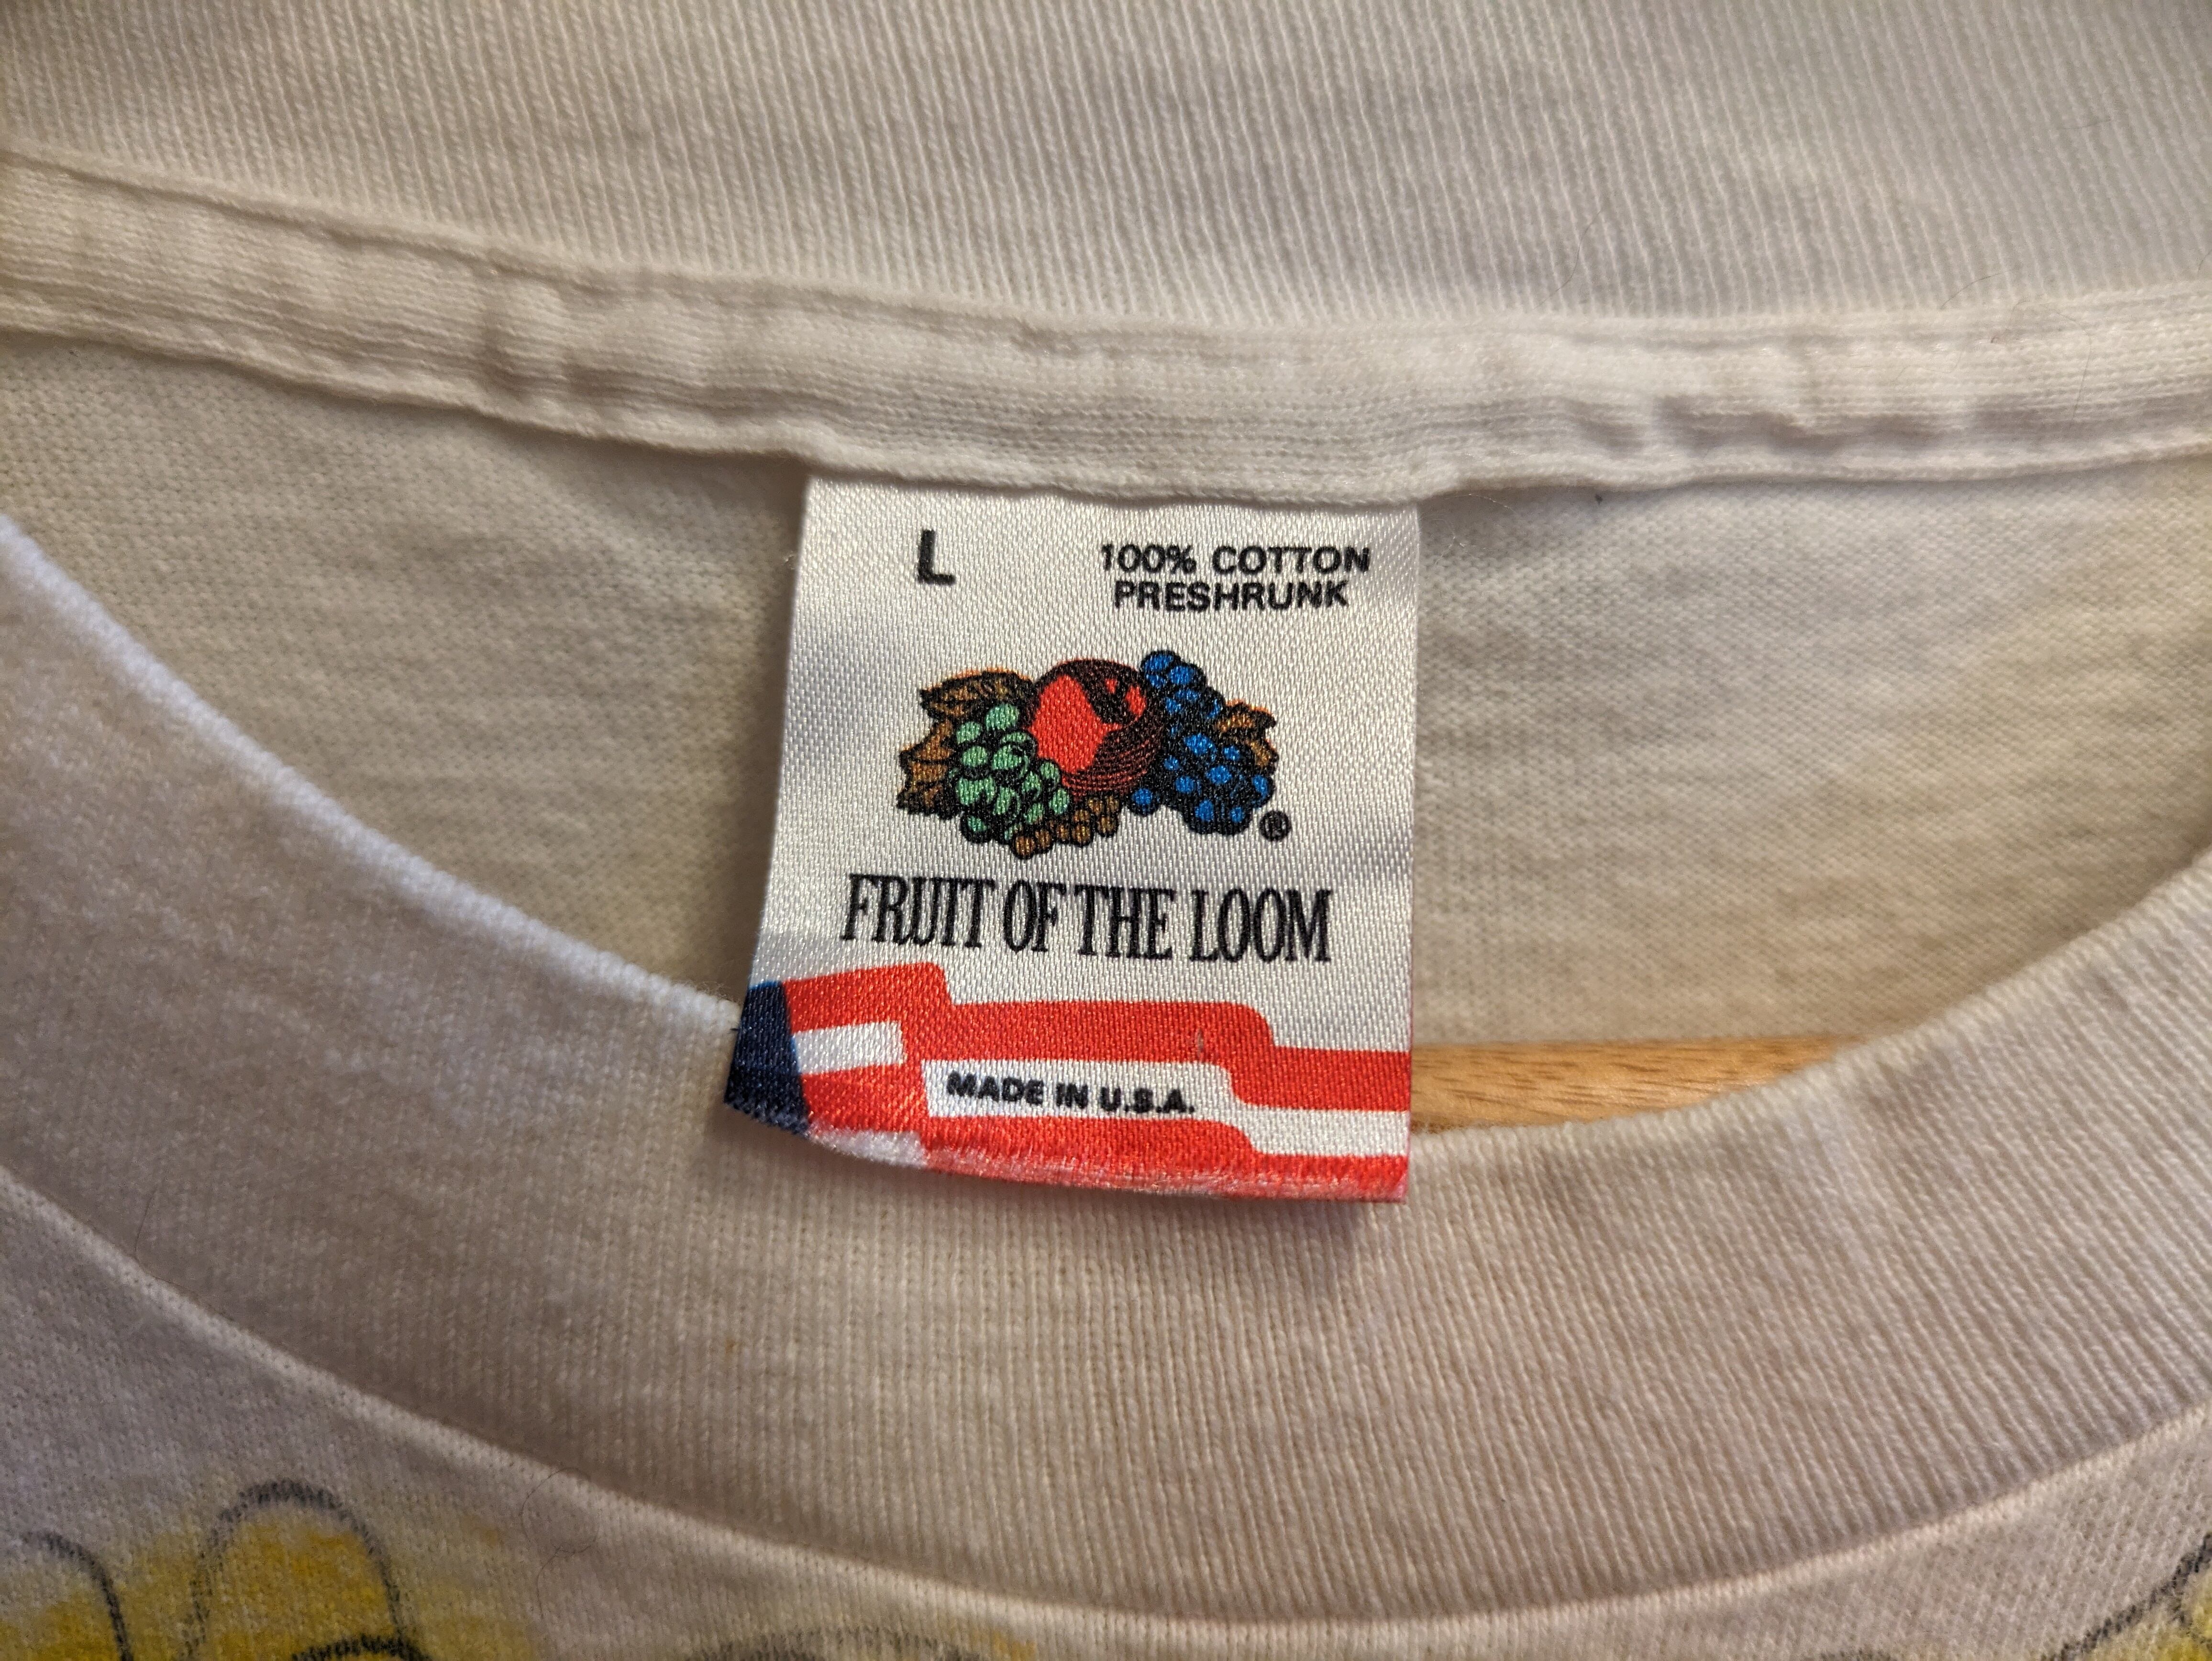 L
100% COTTON
PRESHRUNK
®
FRUIT OF THE LOOM
MADE IN U.S.A.